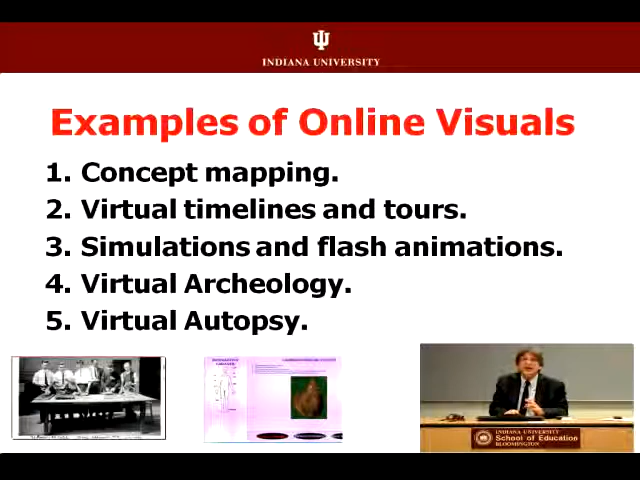 INDIANA UNIVERSITY
Examples of Online Visuals
1. Concept mapping.
2. Virtual timelines and tours.
3. Simulations and flash animations.
4. Virtual Archeology.
5. Virtual Autopsy.
INDIANA UNIVERSITY
School of Education
BLOOMINGTON